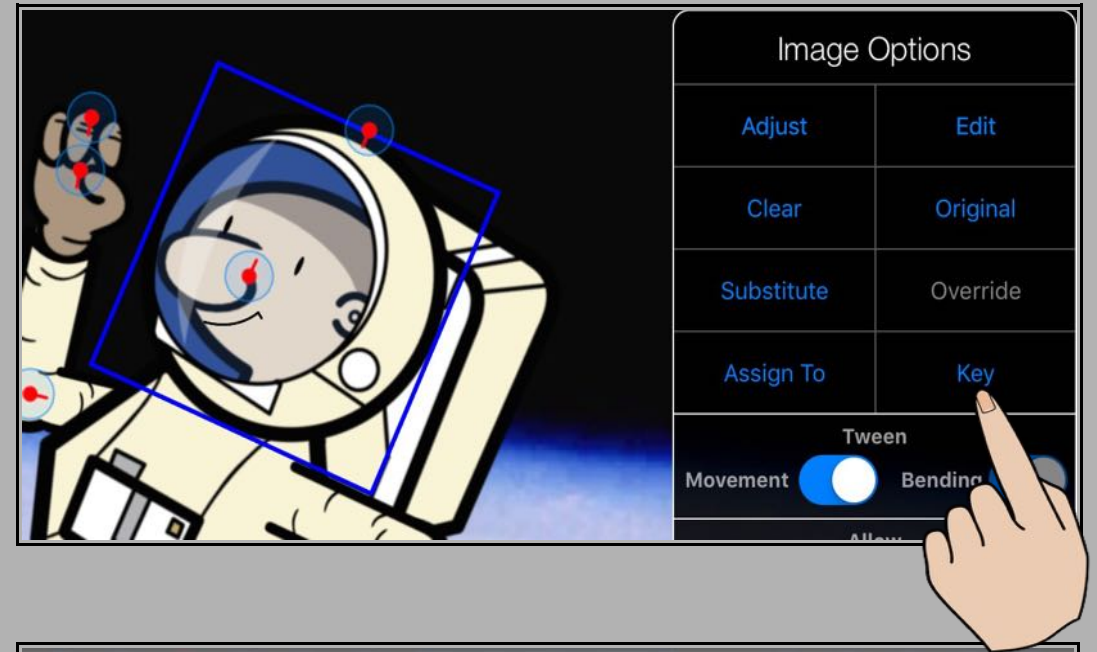 Image Options
Adjust Edit
Clear Original
Substitute Override
Assign To Key
Tween
Movement Bending